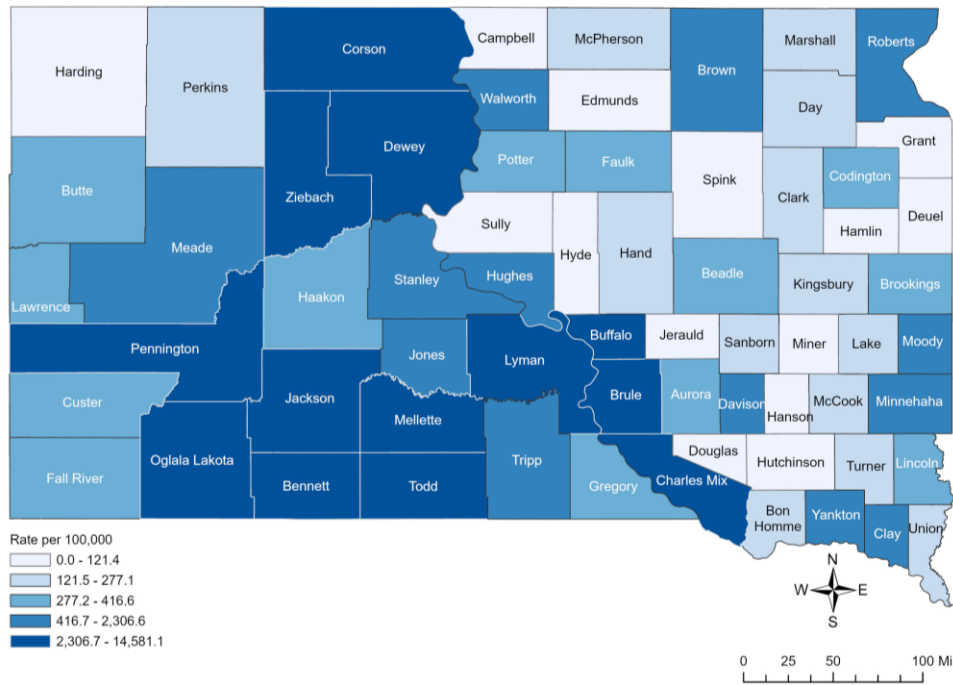 Harding
Perkins
Corson
Campbell
McPherson
Brown
Marshall
Roberts
Walworth
Edmunds
Day
Butte
Ziebach
Dewey
Potter
Faulk
Spink
Clark
Codington
Grant
Deuel
Hamlin
Meade
Sully
Hyde
Hand
Lawrence
Haakon
Stanley
Hughes
Beadle
Kingsbury
Brookings
Pennington
Jones
Lyman
Buffalo
Jerauld
Sanborn
Miner
Lake
Moody
Custer
Jackson
Mellette
Brule
Aurora
Davison
Hanson
McCook
Minnehaha
Fall River
Oglala Lakota
Bennett
Todd
Tripp
Gregory
Charles Mix
Douglas
Hutchinson
Turner
Lincoln
Bon
Homme
Yankton
Clay
Union
Rate per 100,000
0.0 - 121.4
121.5 - 277.1
277.2 - 416.6
416.7 - 2,306.6
2,306.7 - 14,581.1
N
W E
S
0 25 50 100 Mi